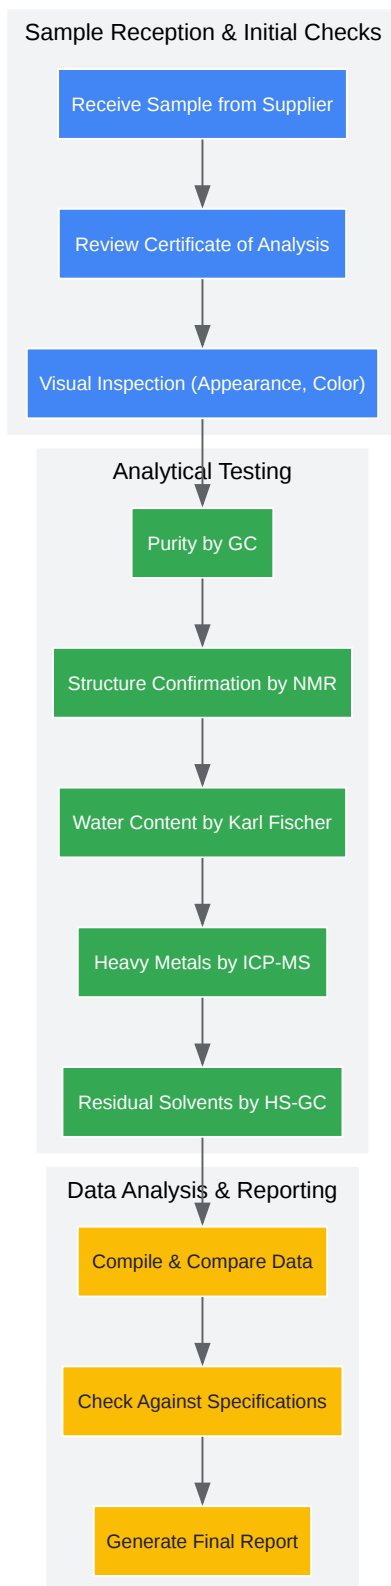 Sample Reception & Initial Checks
Receive Sample from Supplier
Review Certificate of Analysis
Visual Inspection (Appearance, Color)
Analytical Testing
Purity by GC
Structure Confirmation by NMR
Water Content by Karl Fischer
Heavy Metals by ICP-MS
Residual Solvents by HS-GC
Data Analysis & Reporting
Compile & Compare Data
Check Against Specifications
Generate Final Report